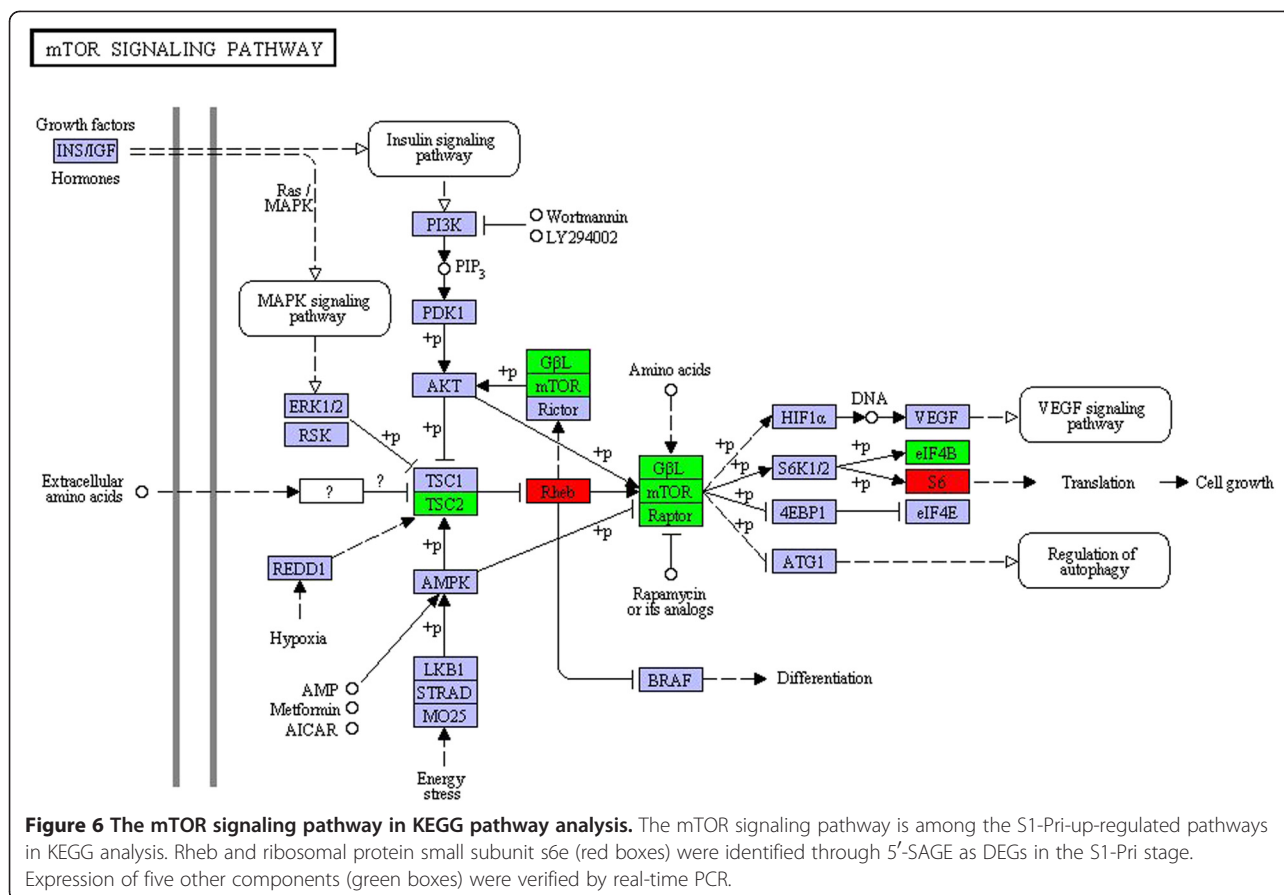 mTOR SIGNALING PATHWAY
Growth factors
INS/IGF
Hormones
Insulin signaling
pathway
Ras /
MAPK
PI3K
Wortmannin
LY294002
PIP3
MAPK signaling
pathway
PDK1
+p
AKT
+p
GβL
mTOR
Rictor
Amino acids
ERK1/2
RSK
+p
+p
+p
HIF1α
DNA
VEGF
VEGF signaling
pathway
+p
+p
S6K1/2
+p
eIF4B
+p
S6
Translation
Cell growth
Extracellular
amino acids
?
?
TSC1
TSC2
Rheb
GβL
mTOR
Raptor
+p
4EBP1
eIF4E
+p
ATG1
Regulation of
autophagy
REDD1
+p
AMPK
+p
Rapamycin
or its analogs
Hypoxia
+p
LKB1
STRAD
MO25
BRAF
Differentiation
AMP
Metformin
AICAR
Energy
stress
Figure 6 The mTOR signaling pathway in KEGG pathway analysis. The mTOR signaling pathway is among the S1-Pri-up-regulated pathways
in KEGG analysis. Rheb and ribosomal protein small subunit s6e (red boxes) were identified through 5′-SAGE as DEGs in the S1-Pri stage.
Expression of five other components (green boxes) were verified by real-time PCR.